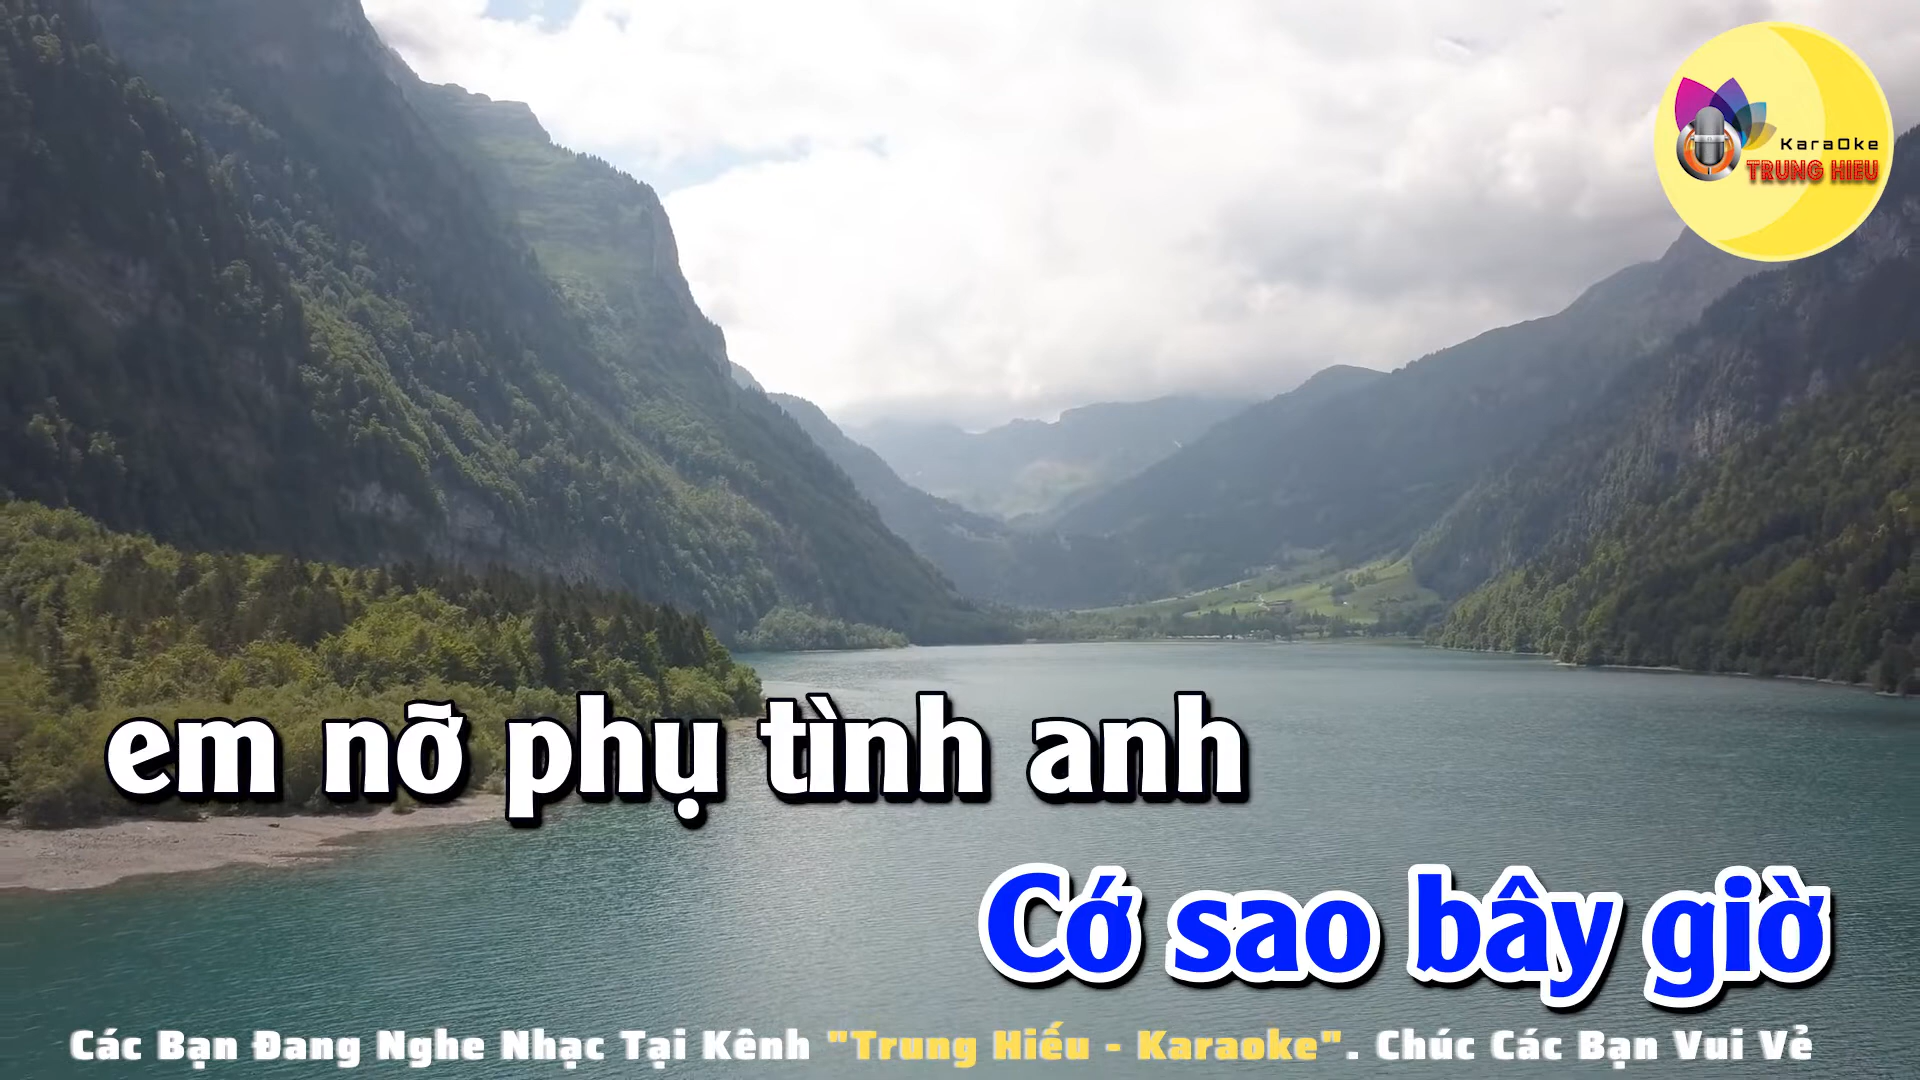 KaraOke
TRUNG HIEU
em nỡ phụ tình anh
Cớ sao bây giờ
Các Bạn Đang Nghe Nhạc Tại Kênh "Trung Hiếu - Karaoke". Chúc Các Bạn Vui Vẻ